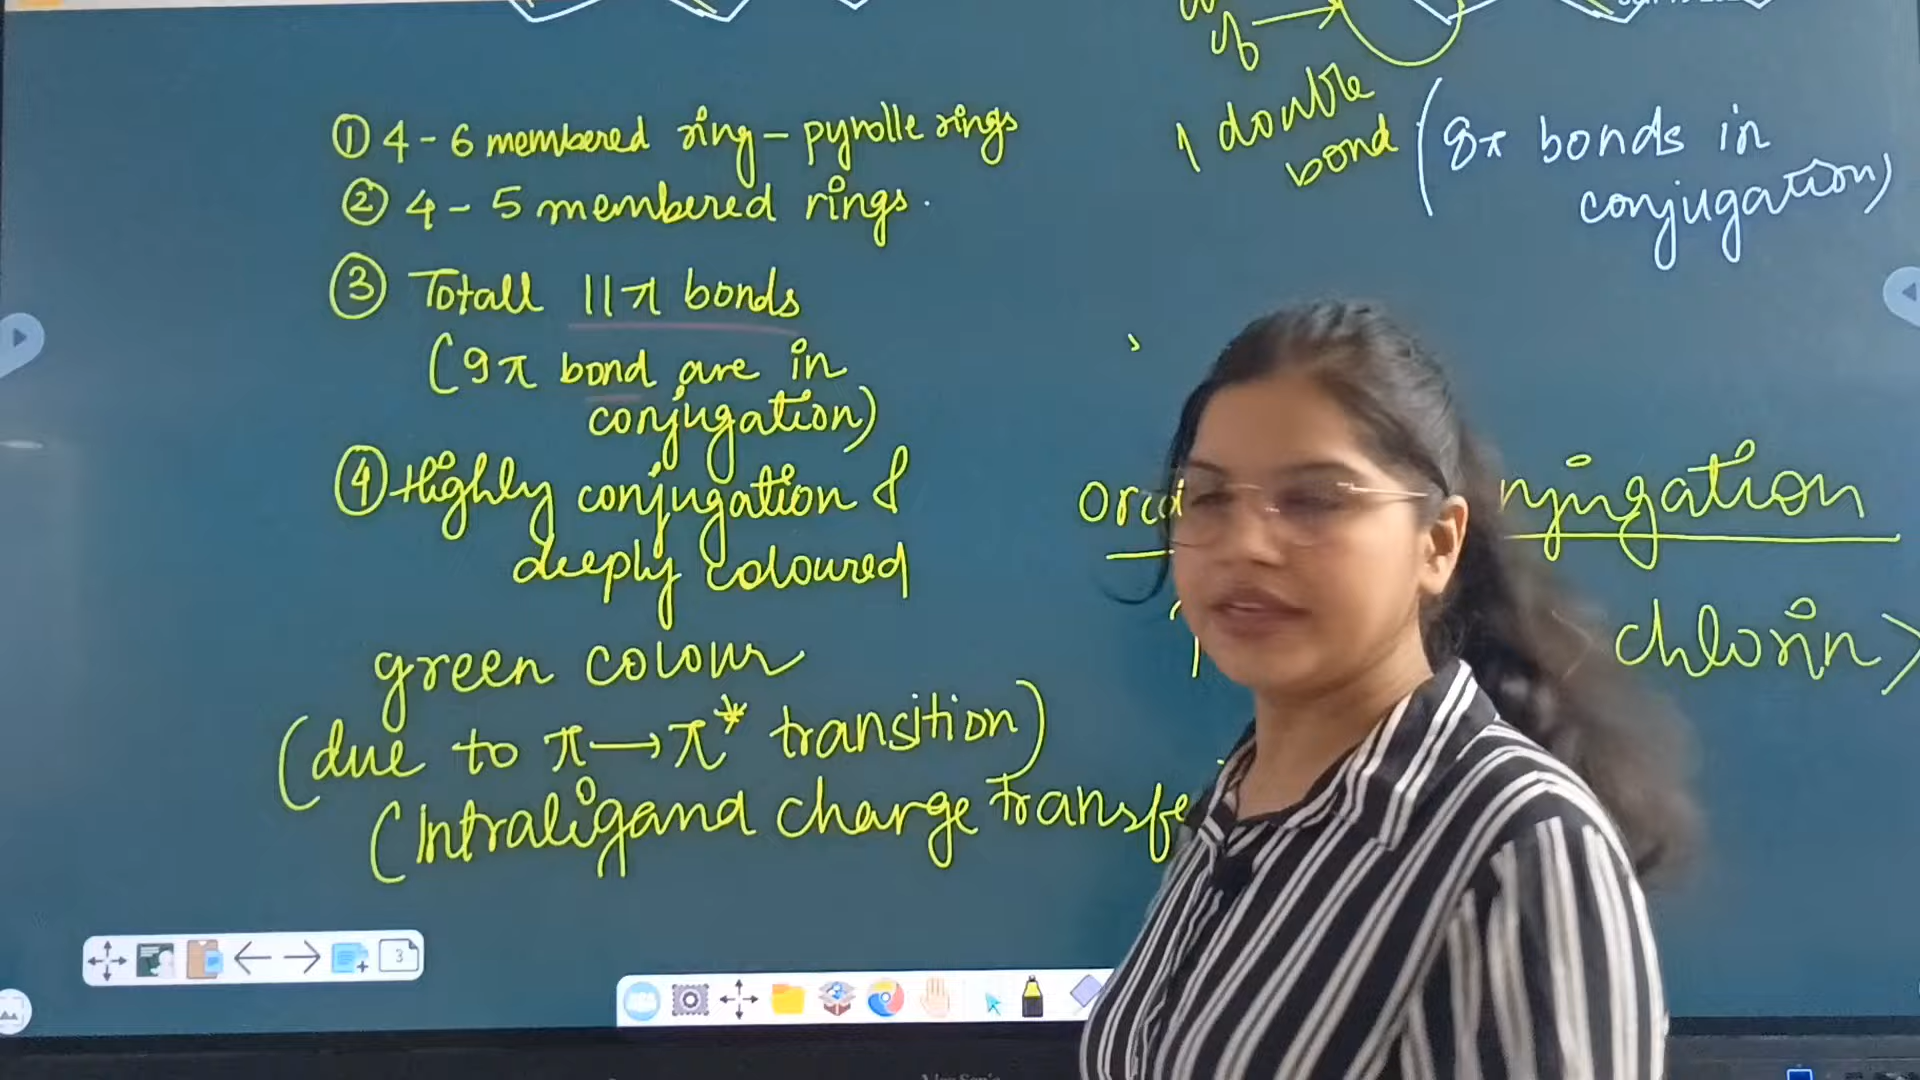 ① 4 - 6 membered ring - pyrolle rings
② 4 - 5 membered rings.
③ Totall 11π bonds
(9π bond are in
conjugation)
④ Highly conjugation &
deeply coloured
green colour
(due to π → π* transition)
(Intraligand charge transfe
1 double
bond
(8π bonds in
conjugation)
njugation
chlorin >
3